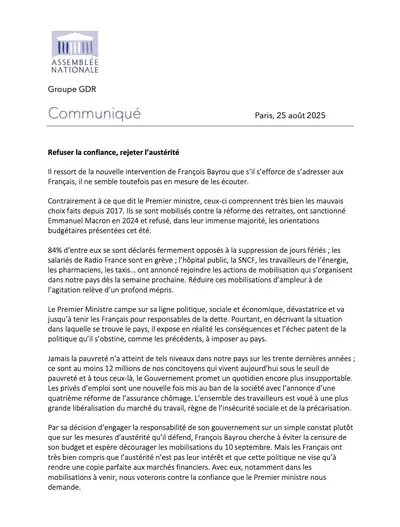 ASSEMBLÉE
NATIONALE
Groupe GDR
Communiqué
Paris, 25 août 2025
Refuser la confiance, rejeter l'austérité
Il ressort de la nouvelle intervention de François Bayrou que s'il s'efforce de s'adresser aux
Français, il ne semble toutefois pas en mesure de les écouter.
Contrairement à ce que dit le Premier ministre, ceux-ci comprennent très bien les mauvais
choix faits depuis 2017. Ils se sont mobilisés contre la réforme des retraites, ont sanctionné
Emmanuel Macron en 2024 et refusé, dans leur immense majorité, les orientations
budgétaires présentées cet été.
84% d'entre eux se sont déclarés fermement opposés à la suppression de jours fériés ; les
salariés de Radio France sont en grève ; l'hôpital public, la SNCF, les travailleurs de l'énergie,
les pharmaciens, les taxis… ont annoncé rejoindre les actions de mobilisation qui s'organisent
dans notre pays dès la semaine prochaine. Réduire ces mobilisations d'ampleur à de
l'agitation relève d'un profond mépris.
Le Premier Ministre campe sur sa ligne politique, sociale et économique, dévastatrice et va
jusqu'à tenir les Français pour responsables de la dette. Pourtant, en décrivant la situation
dans laquelle se trouve le pays, il expose en réalité les conséquences et l'échec patent de la
politique qu'il s'obstine, comme les précédents, à imposer au pays.
Jamais la pauvreté n'a atteint de tels niveaux dans notre pays sur les trente dernières années ;
ce sont au moins 12 millions de nos concitoyens qui vivent aujourd'hui sous le seuil de
pauvreté et à tous ceux-là, le Gouvernement promet un quotidien encore plus insupportable.
Les privés d'emploi sont une nouvelle fois mis au ban de la société avec l'annonce d'une
quatrième réforme de l'assurance chômage. L'ensemble des travailleurs est voué à une plus
grande libéralisation du marché du travail, règne de l'insécurité sociale et de la précarisation.
Par sa décision d'engager la responsabilité de son gouvernement sur un simple constat plutôt
que sur les mesures d'austérité qu'il défend, François Bayrou cherche à éviter la censure de
son budget et espère décourager les mobilisations du 10 septembre. Mais les Français ont
très bien compris que l'austérité n'est pas leur intérêt et que cette politique ne vise qu'à
rendre une copie parfaite aux marchés financiers. Avec eux, notamment dans les
mobilisations à venir, nous voterons contre la confiance que le Premier ministre nous
demande.